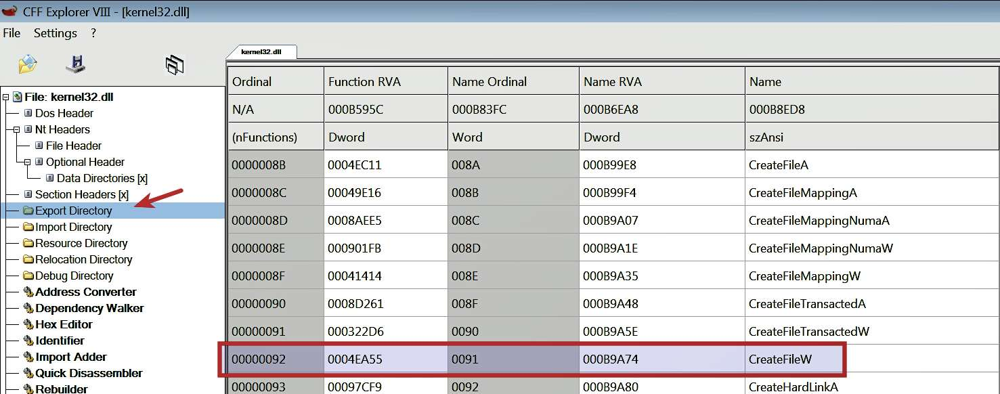 CFF Explorer VIII - [kernel32.dll]
File Settings ?
kernel32.dll
File: kernel32.dll
Dos Header
Nt Headers
File Header
Optional Header
Data Directories [x]
Section Headers [x]
Export Directory
Import Directory
Resource Directory
Relocation Directory
Debug Directory
Address Converter
Dependency Walker
Hex Editor
Identifier
Import Adder
Quick Disassembler
Rebuilder
Ordinal Function RVA Name Ordinal Name RVA Name
N/A 000B595C 000B83FC 000B6EA8 000B8ED8
(nFunctions) Dword Word Dword szAnsi
0000008B 0004EC11 008A 000B99E8 CreateFileA
0000008C 00049E16 008B 000B99F4 CreateFileMappingA
0000008D 0008AEE5 008C 000B9A07 CreateFileMappingNumaA
0000008E 000901FB 008D 000B9A1E CreateFileMappingNumaW
0000008F 00041414 008E 000B9A35 CreateFileMappingW
00000090 0008D261 008F 000B9A48 CreateFileTransactedA
00000091 000322D6 0090 000B9A5E CreateFileTransactedW
00000092 0004EA55 0091 000B9A74 CreateFileW
00000093 00097CF9 0092 000B9A80 CreateHardLinkA